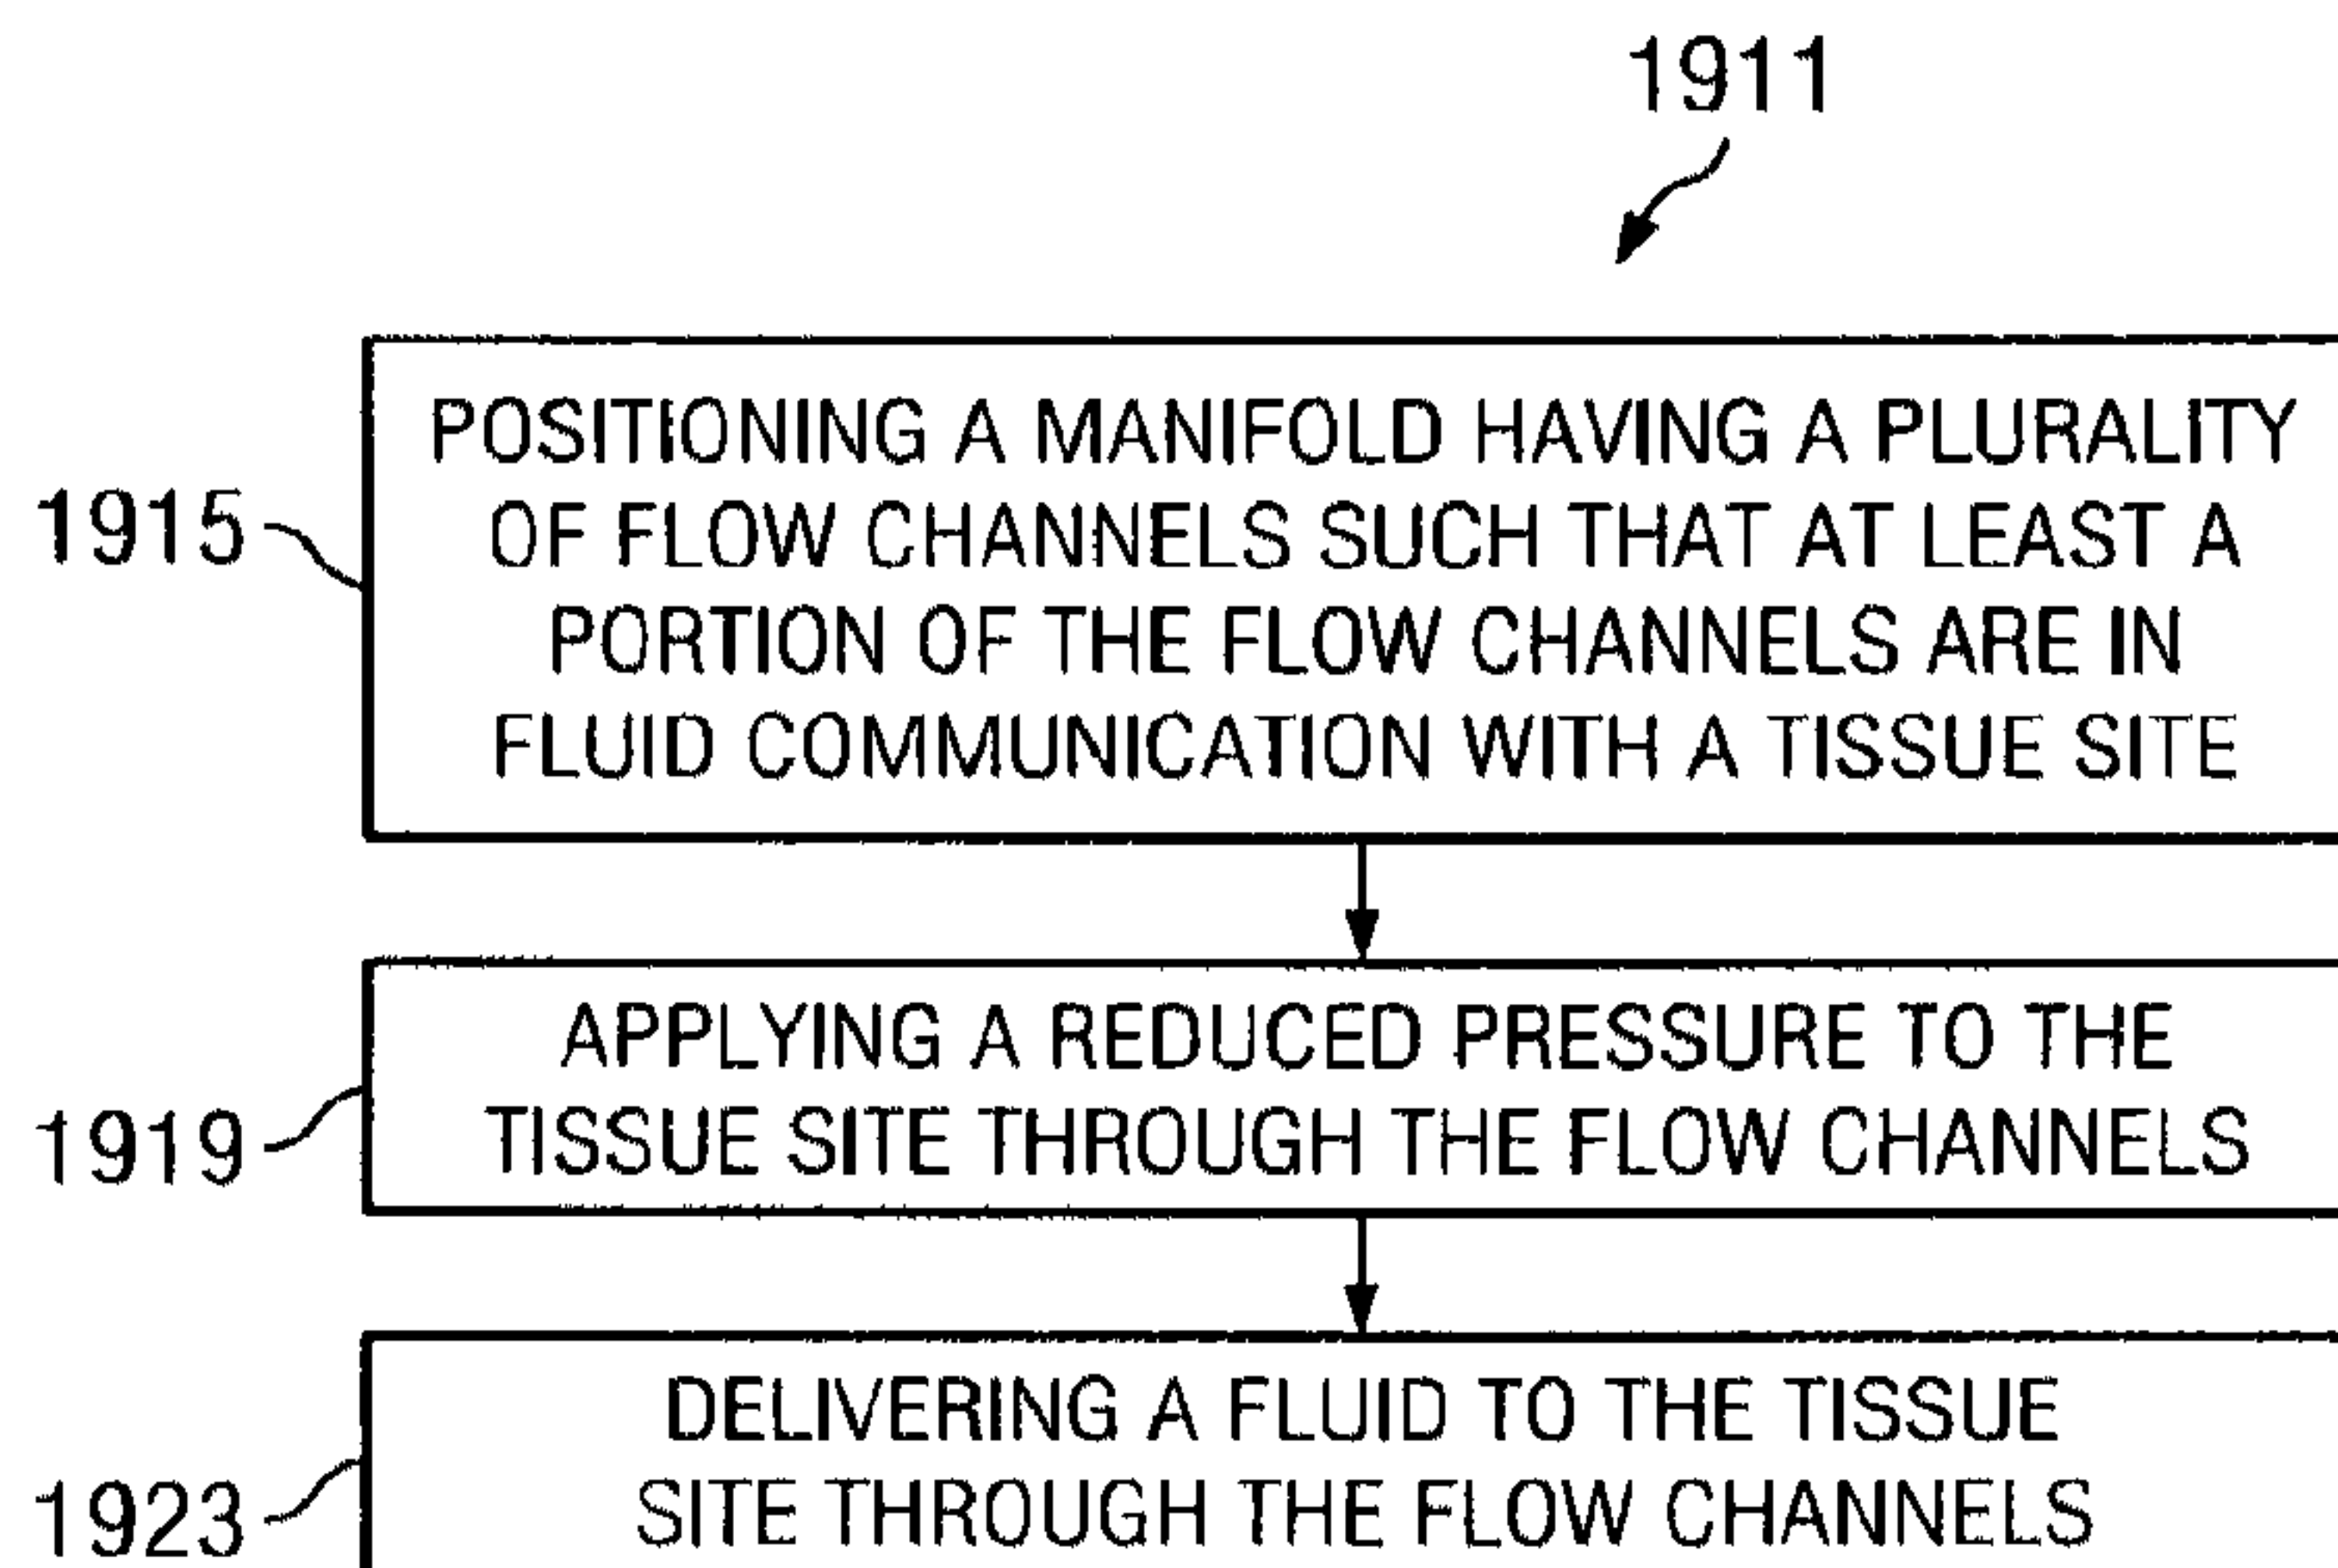 1911
1915
POSITIONING A MANIFOLD HAVING A PLURALITY
OF FLOW CHANNELS SUCH THAT AT LEAST A
PORTION OF THE FLOW CHANNELS ARE IN
FLUID COMMUNICATION WITH A TISSUE SITE
1919
APPLYING A REDUCED PRESSURE TO THE
TISSUE SITE THROUGH THE FLOW CHANNELS
1923
DELIVERING A FLUID TO THE TISSUE
SITE THROUGH THE FLOW CHANNELS